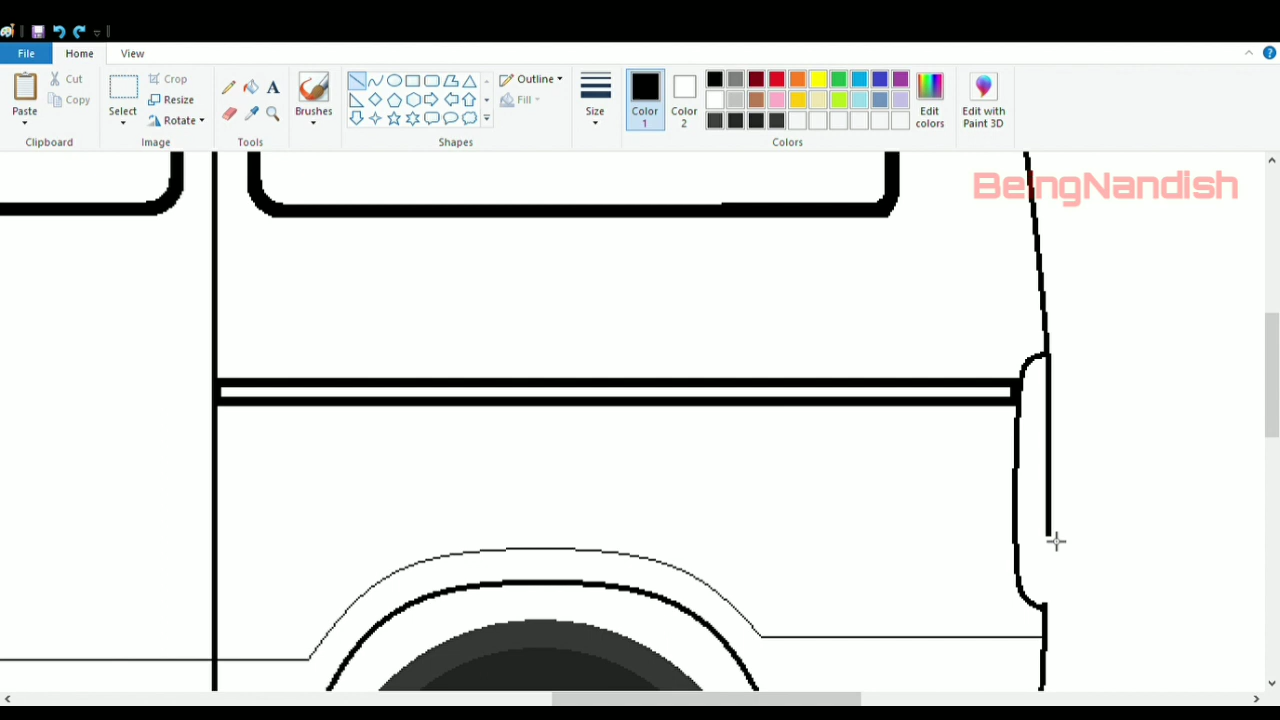 File Home View
Paste
Cut
Copy
Clipboard
Select
Crop
Resize
Rotate
Image
A
Tools
Brushes
Shapes
Outline
Fill
Size
Color
1
Color
2
Edit
colors
Colors
Edit with
Paint 3D
?
BeingNandish